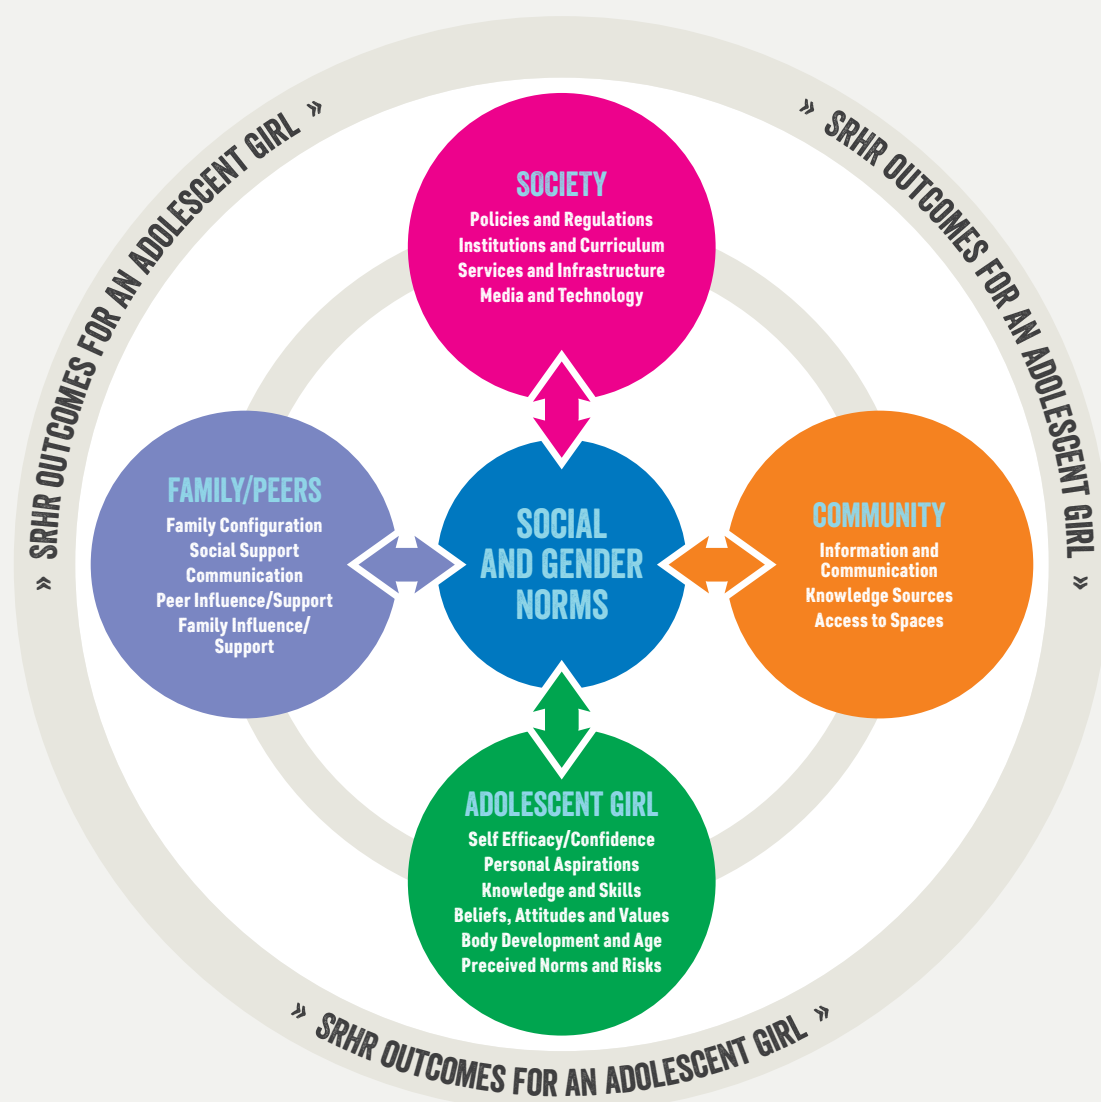 » SRHR OUTCOMES FOR AN ADOLESCENT GIRL »
» SRHR OUTCOMES FOR AN ADOLESCENT GIRL »
SOCIETY
Policies and Regulations
Institutions and Curriculum
Services and Infrastructure
Media and Technology
FAMILY/PEERS
Family Configuration
Social Support
Communication
Peer Influence/Support
Family Influence/
Support
SOCIAL
AND GENDER
NORMS
COMMUNITY
Information and
Communication
Knowledge Sources
Access to Spaces
ADOLESCENT GIRL
Self Efficacy/Confidence
Personal Aspirations
Knowledge and Skills
Beliefs, Attitudes and Values
Body Development and Age
Preceived Norms and Risks
» SRHR OUTCOMES FOR AN ADOLESCENT GIRL »